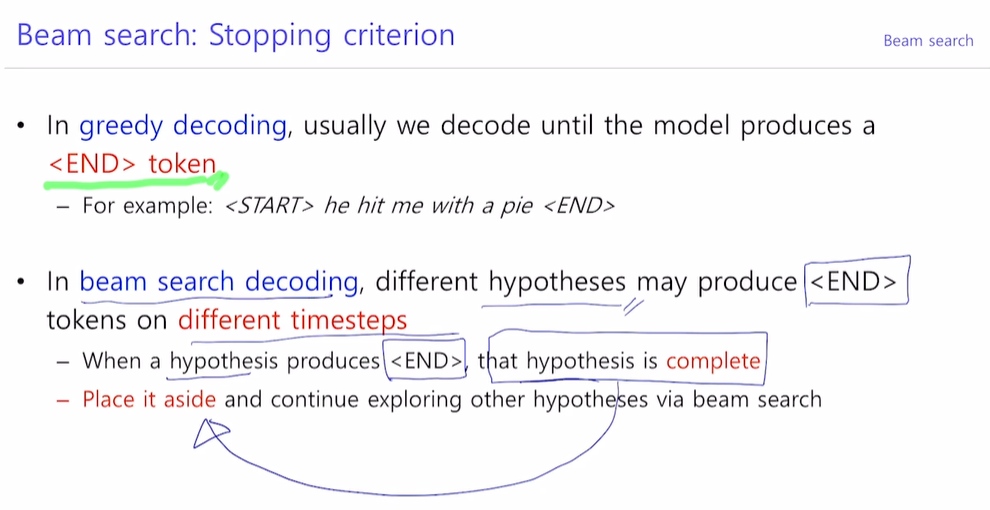 Beam search: Stopping criterion
Beam search
• In greedy decoding, usually we decode until the model produces a
<END> token
– For example: <START> he hit me with a pie <END>
• In beam search decoding, different hypotheses may produce <END>
tokens on different timesteps
– When a hypothesis produces <END>, that hypothesis is complete
– Place it aside and continue exploring other hypotheses via beam search